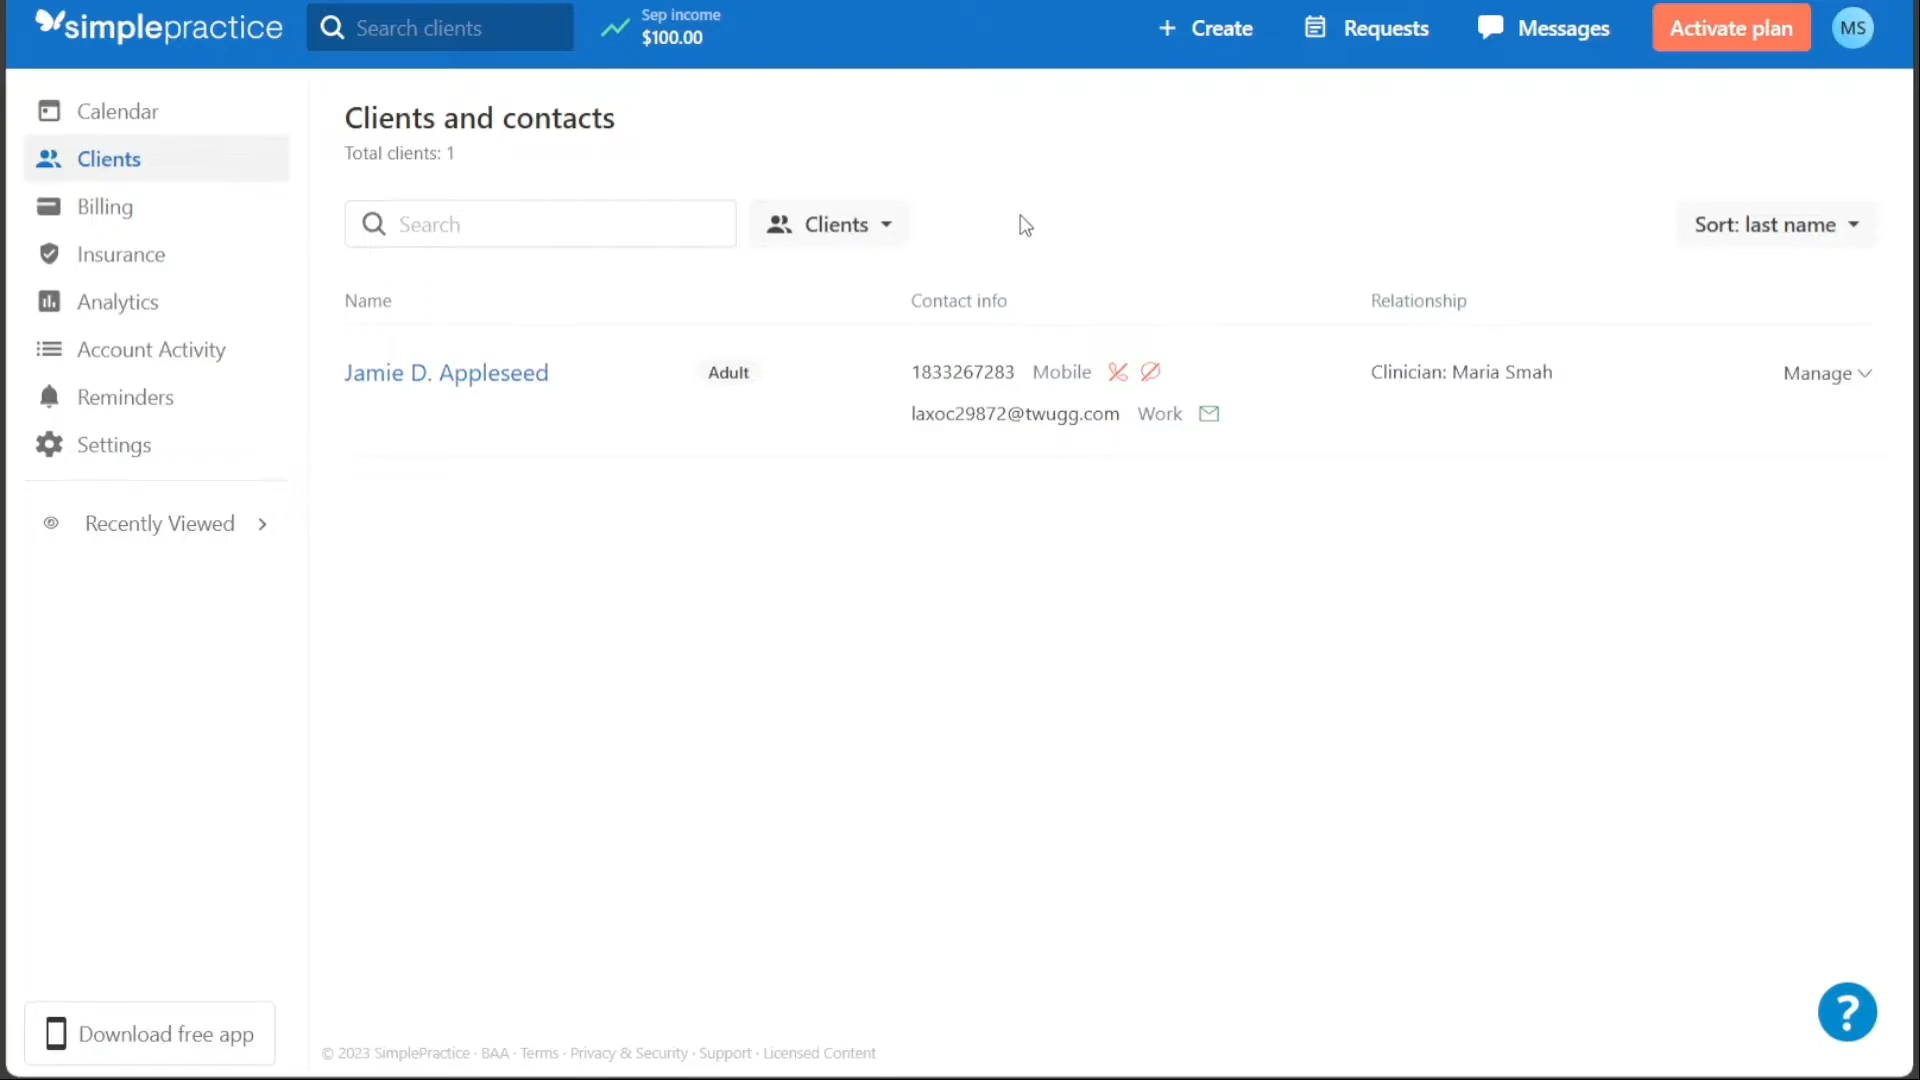 simplepractice
Search clients
Sep income
$100.00
+ Create
Requests
Messages
Activate plan
MS
Calendar
Clients
Billing
Insurance
Analytics
Account Activity
Reminders
Settings
Recently Viewed
Download free app
Clients and contacts
Total clients: 1
Search
Clients
Sort: last name
Name Contact info Relationship
Jamie D. Appleseed Adult 1833267283 Mobile Clinician: Maria Smah Manage
laxoc29872@twugg.com Work
?
© 2023 SimplePractice · BAA · Terms · Privacy & Security · Support · Licensed Content